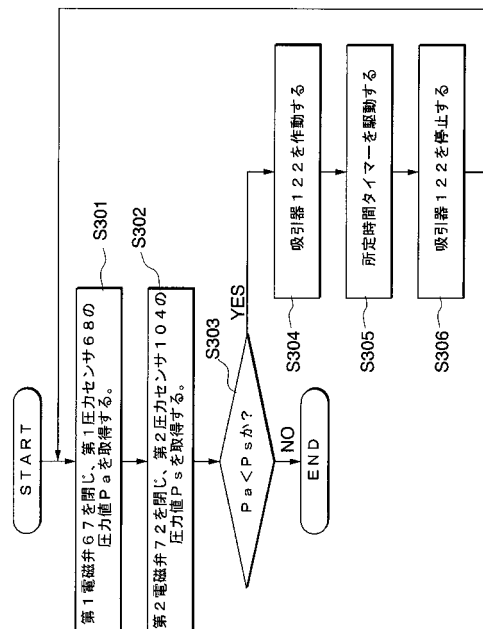 START
S301
第1電磁弁67を閉じ、第1圧力センサ68の
圧力値Paを取得する。
S302
第2電磁弁72を閉じ、第2圧力センサ104の
圧力値Psを取得する。
S303
Pa<Psか?
YES
NO
END
S304
吸引器122を作動する
S305
所定時間タイマーを駆動する
S306
吸引器122を停止する